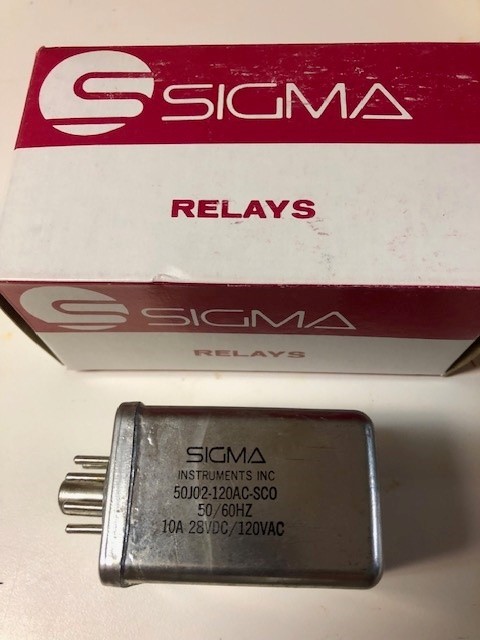 SIGMA
RELAYS
SIGMA
RELAYS
SIGMA
INSTRUMENTS INC
50J02-120AC-SCO
50/60HZ
10A 28VDC/120VAC